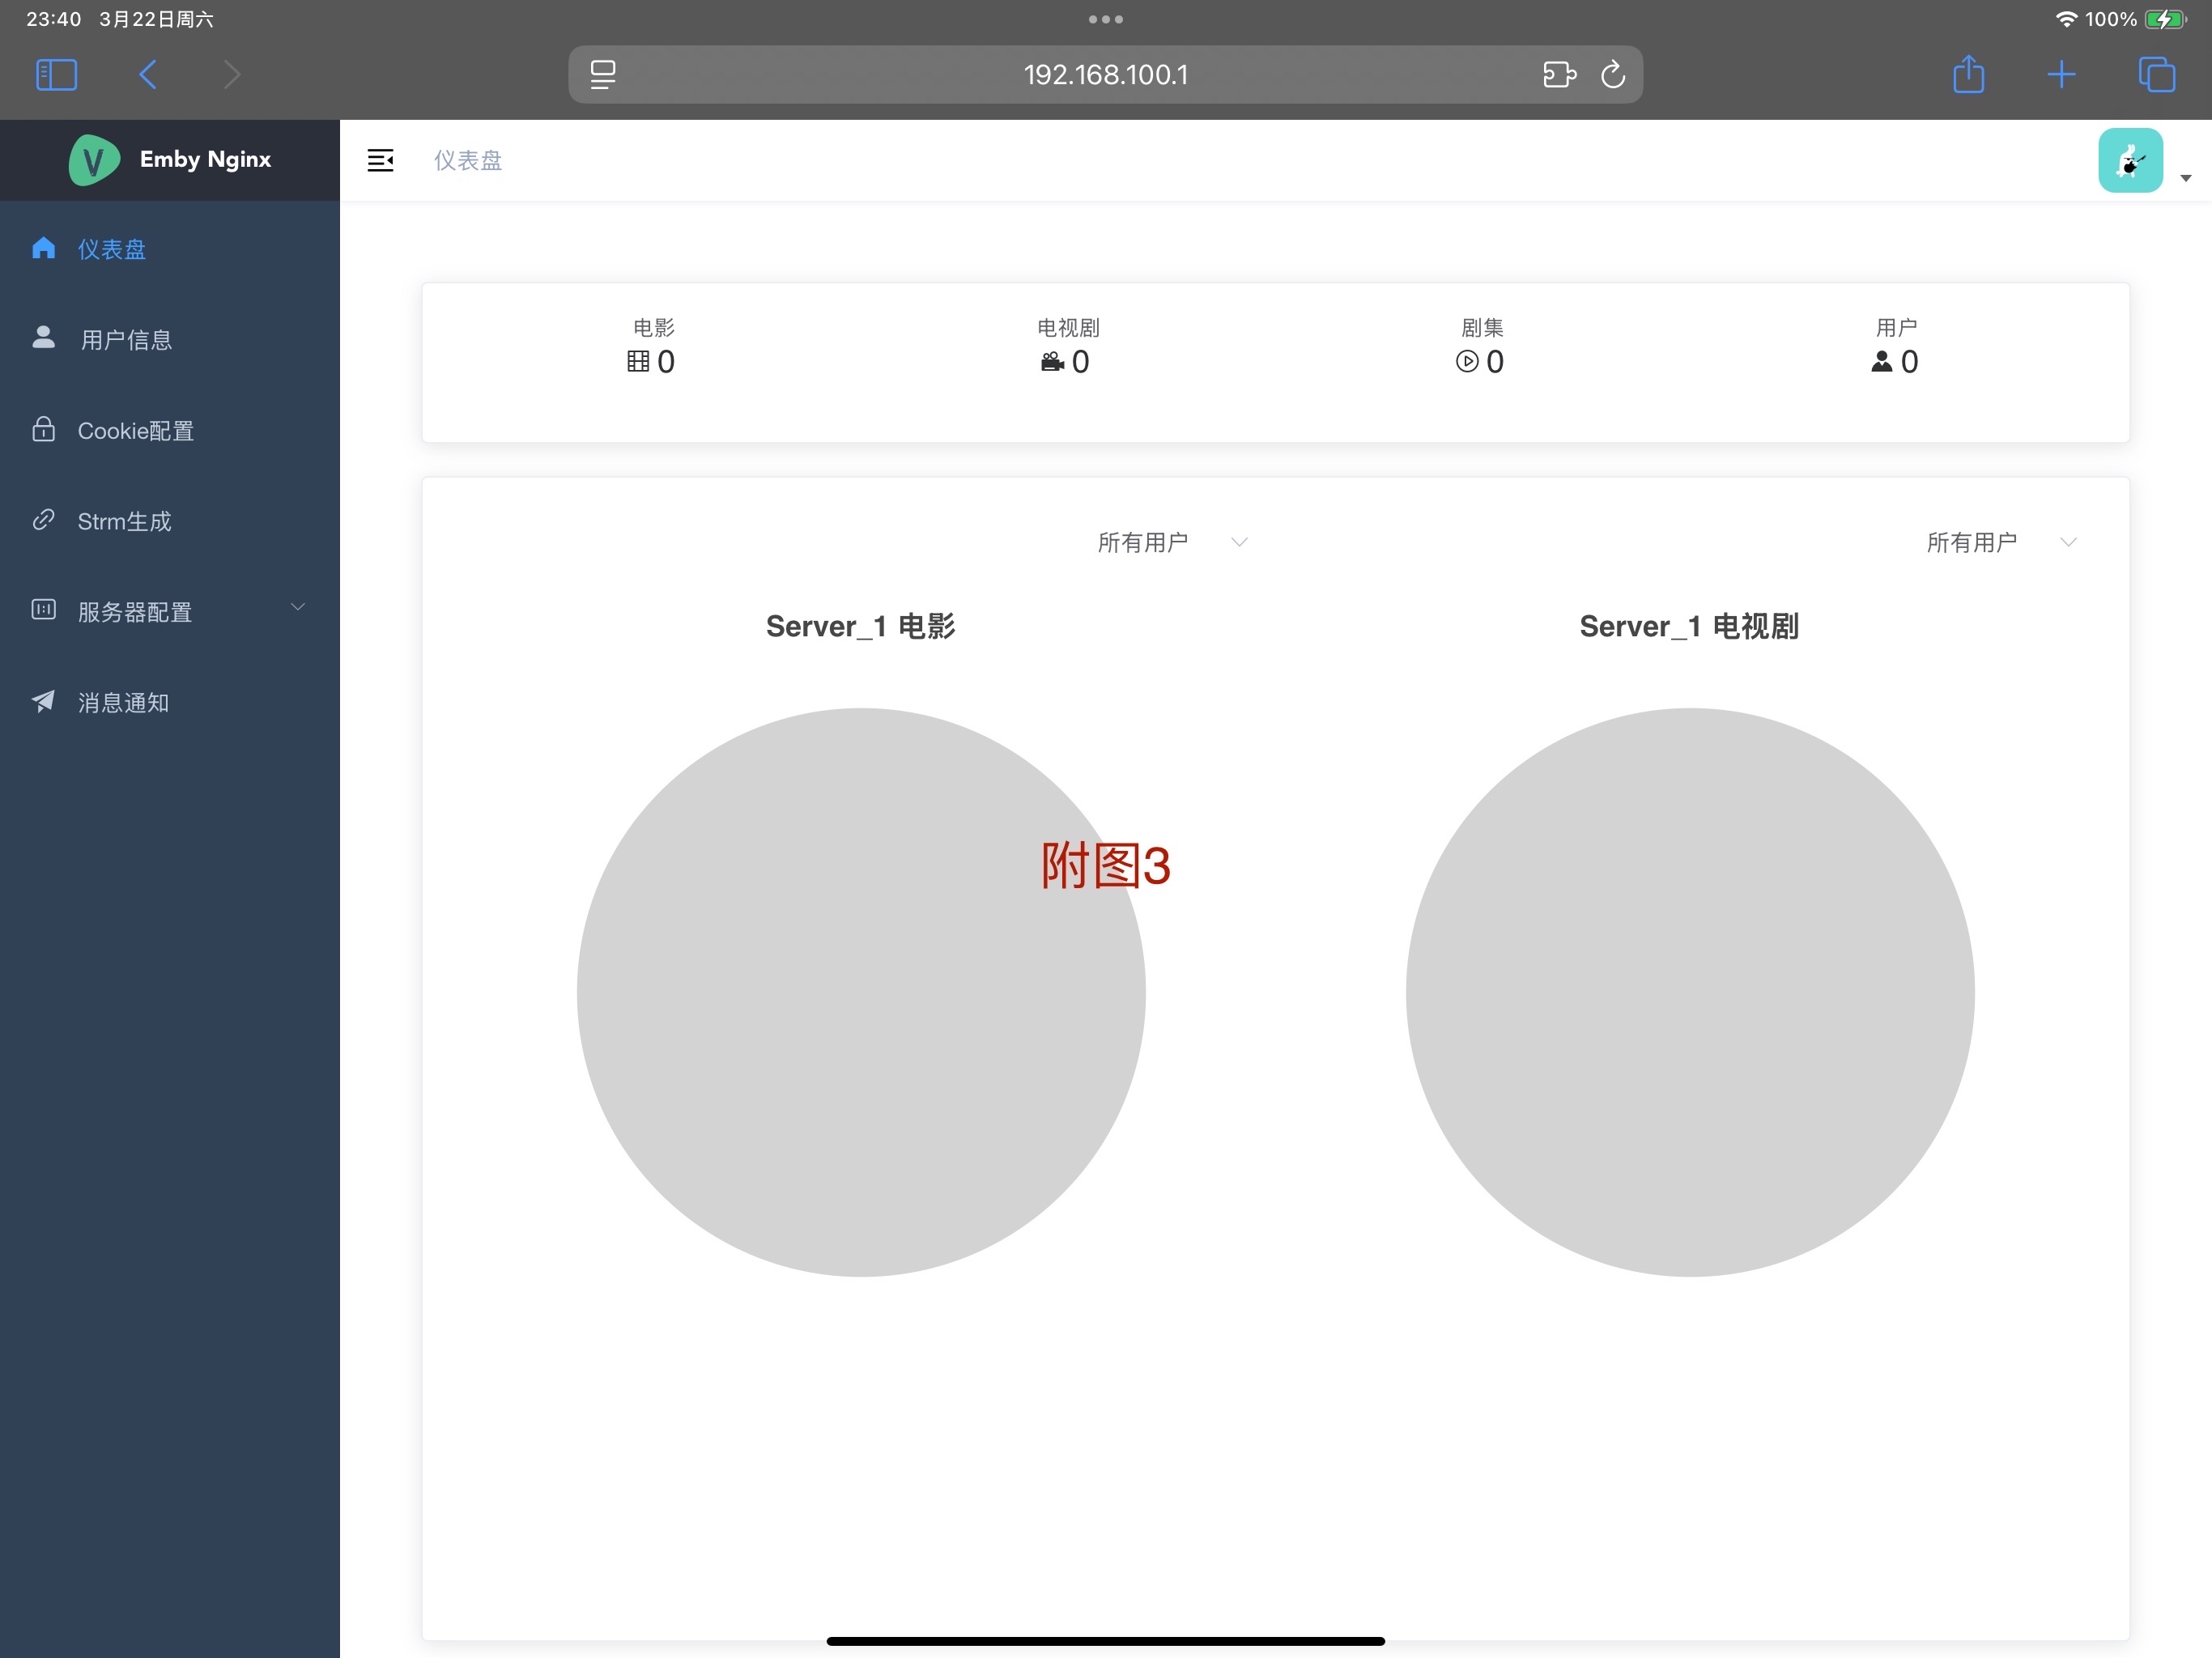 23:40 3月22日周六
100%
192.168.100.1
Emby Nginx
仪表盘
仪表盘
用户信息
Cookie配置
Strm生成
服务器配置
消息通知
电影 电视剧 剧集 用户
0 0 0 0
所有用户 所有用户
Server_1 电影 Server_1 电视剧
附图3